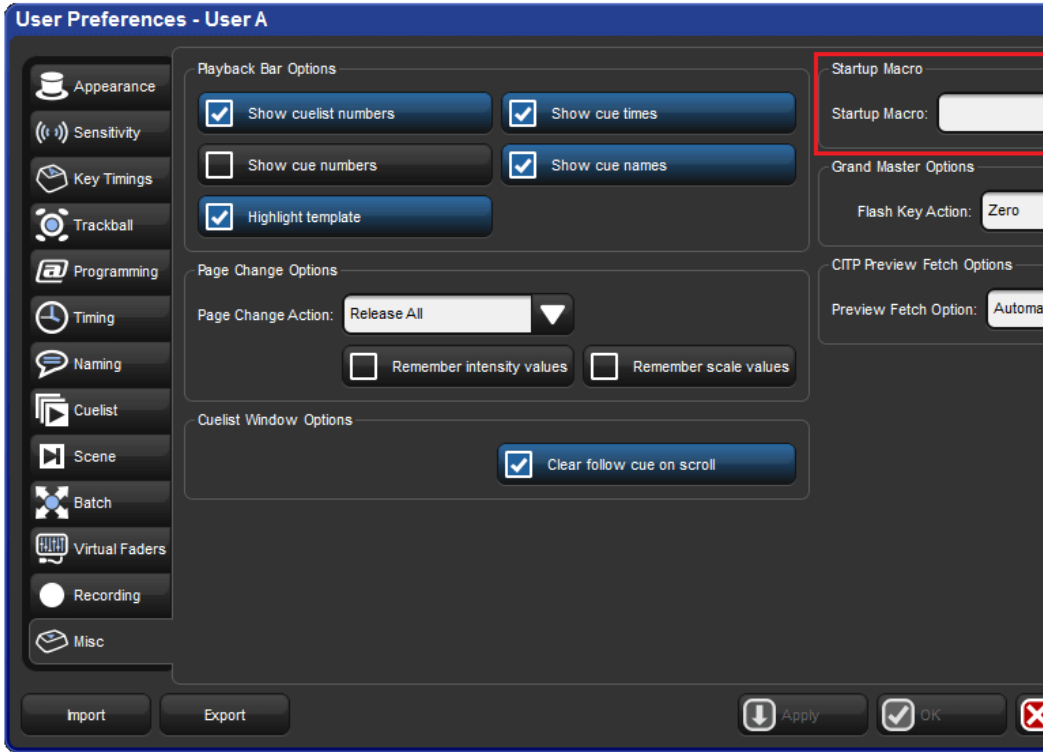 User Preferences - User A
Appearance
Sensitivity
Key Timings
Trackball
Programming
Timing
Naming
Cuelist
Scene
Batch
Virtual Faders
Recording
Misc
Playback Bar Options
Show cuelist numbers
Show cue times
Show cue numbers
Show cue names
Highlight template
Page Change Options
Page Change Action: Release All
Remember intensity values
Remember scale values
Cuelist Window Options
Clear follow cue on scroll
Startup Macro
Startup Macro:
Grand Master Options
Flash Key Action: Zero
CITP Preview Fetch Options
Preview Fetch Option: Automa
Import
Export
Apply
OK